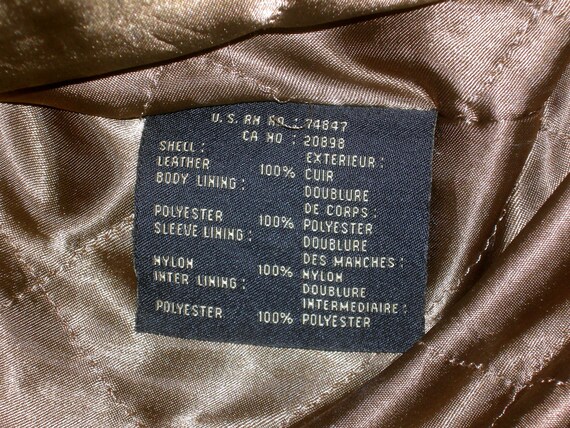 U.S. RN NO : 74847
CA NO : 20898
SHELL : EXTERIEUR :
LEATHER 100% CUIR
BODY LINING : DOUBLURE
DE CORPS :
POLYESTER 100% POLYESTER
SLEEVE LINING : DOUBLURE
DES MANCHES :
NYLON 100% NYLON
INTER LINING : DOUBLURE
INTERMEDIAIRE :
POLYESTER 100% POLYESTER